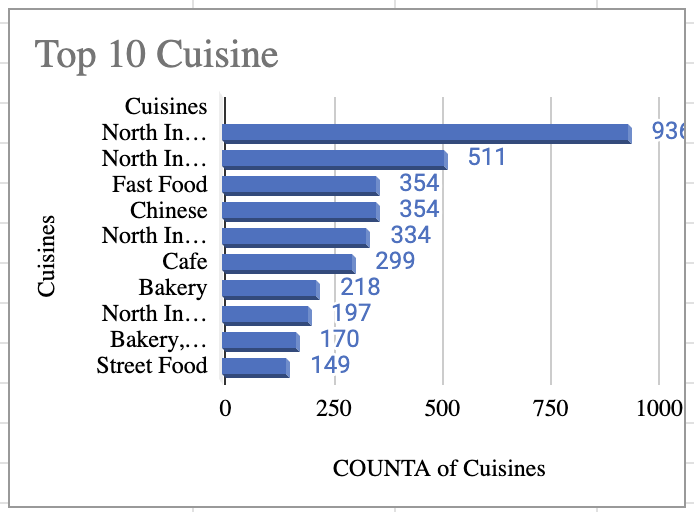 Top 10 Cuisine
Cuisines
Cuisines
North In… 936
North In… 511
Fast Food 354
Chinese 354
North In… 334
Cafe 299
Bakery 218
North In… 197
Bakery,… 170
Street Food 149
0 250 500 750 1000
COUNTA of Cuisines